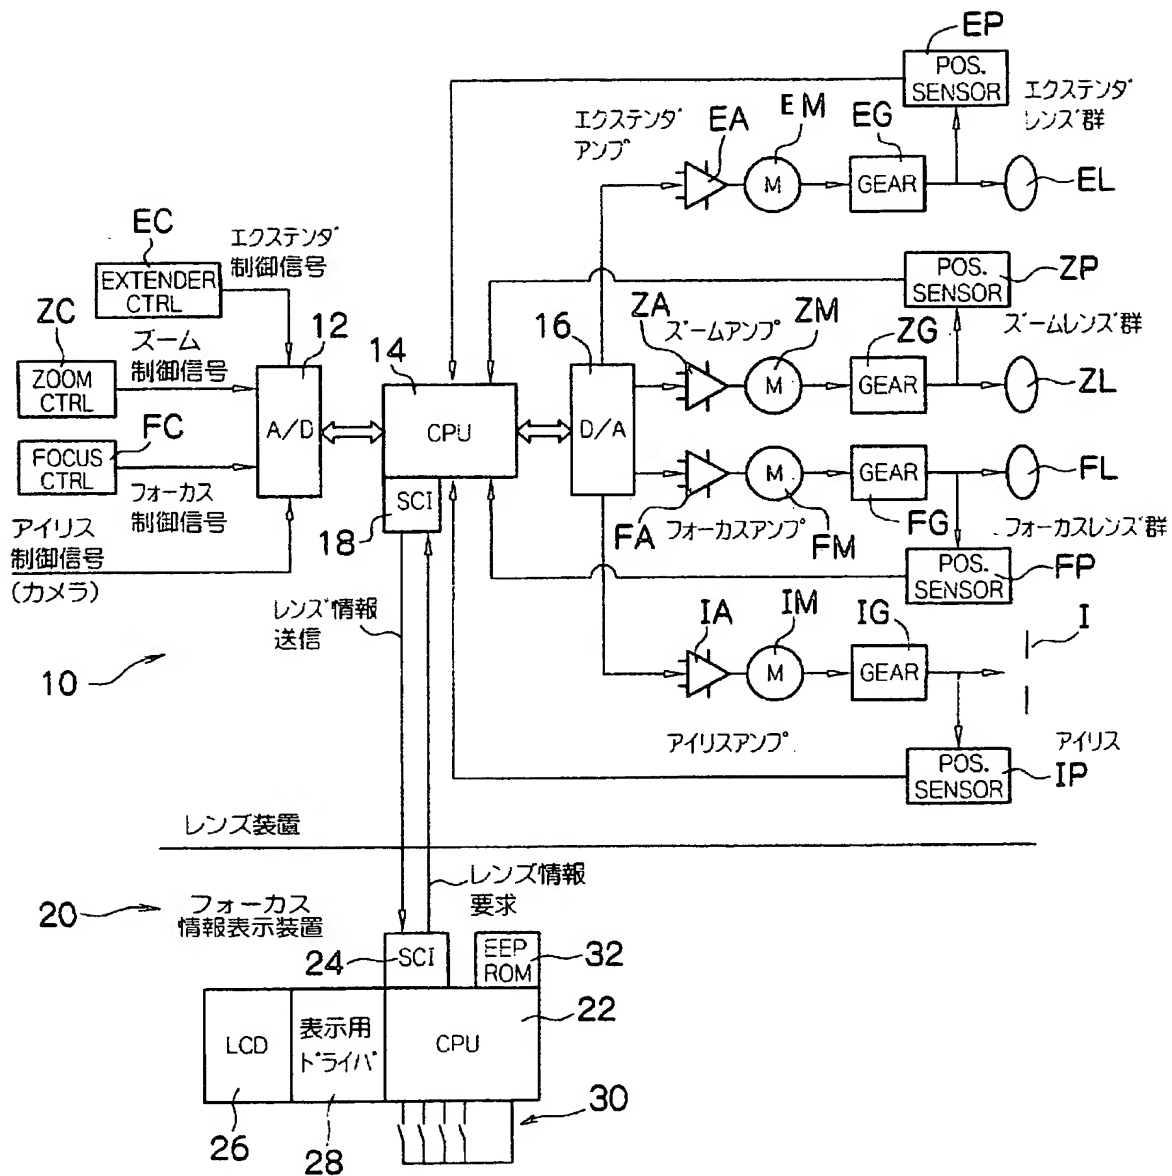 EP
POS.
SENSOR
エクステンダ
レンズ群
エクステンダ
アンプ
EA
EM
EG
M
GEAR
EL
EC
EXTENDER
CTRL
エクステンダ
制御信号
ZC
ZOOM
CTRL
ズーム
制御信号
12
14
16
ZA
ズームアンプ
ZM
ZG
POS.
SENSOR
ZP
ズームレンズ群
M
GEAR
ZL
FC
FOCUS
CTRL
フォーカス
制御信号
A/D
CPU
D/A
M
GEAR
FL
SCI
18
FA
フォーカスアンプ
FM
FG
フォーカスレンズ群
POS.
SENSOR
FP
アイリス
制御信号
(カメラ)
レンズ情報
送信
10
IA
IM
IG
I
M
GEAR
アイリスアンプ
アイリス
POS.
SENSOR
IP
レンズ装置
レンズ情報
要求
20
フォーカス
情報表示装置
24
SCI
EEP
ROM
32
22
LCD
表示用
ドライバ
CPU
26
28
30